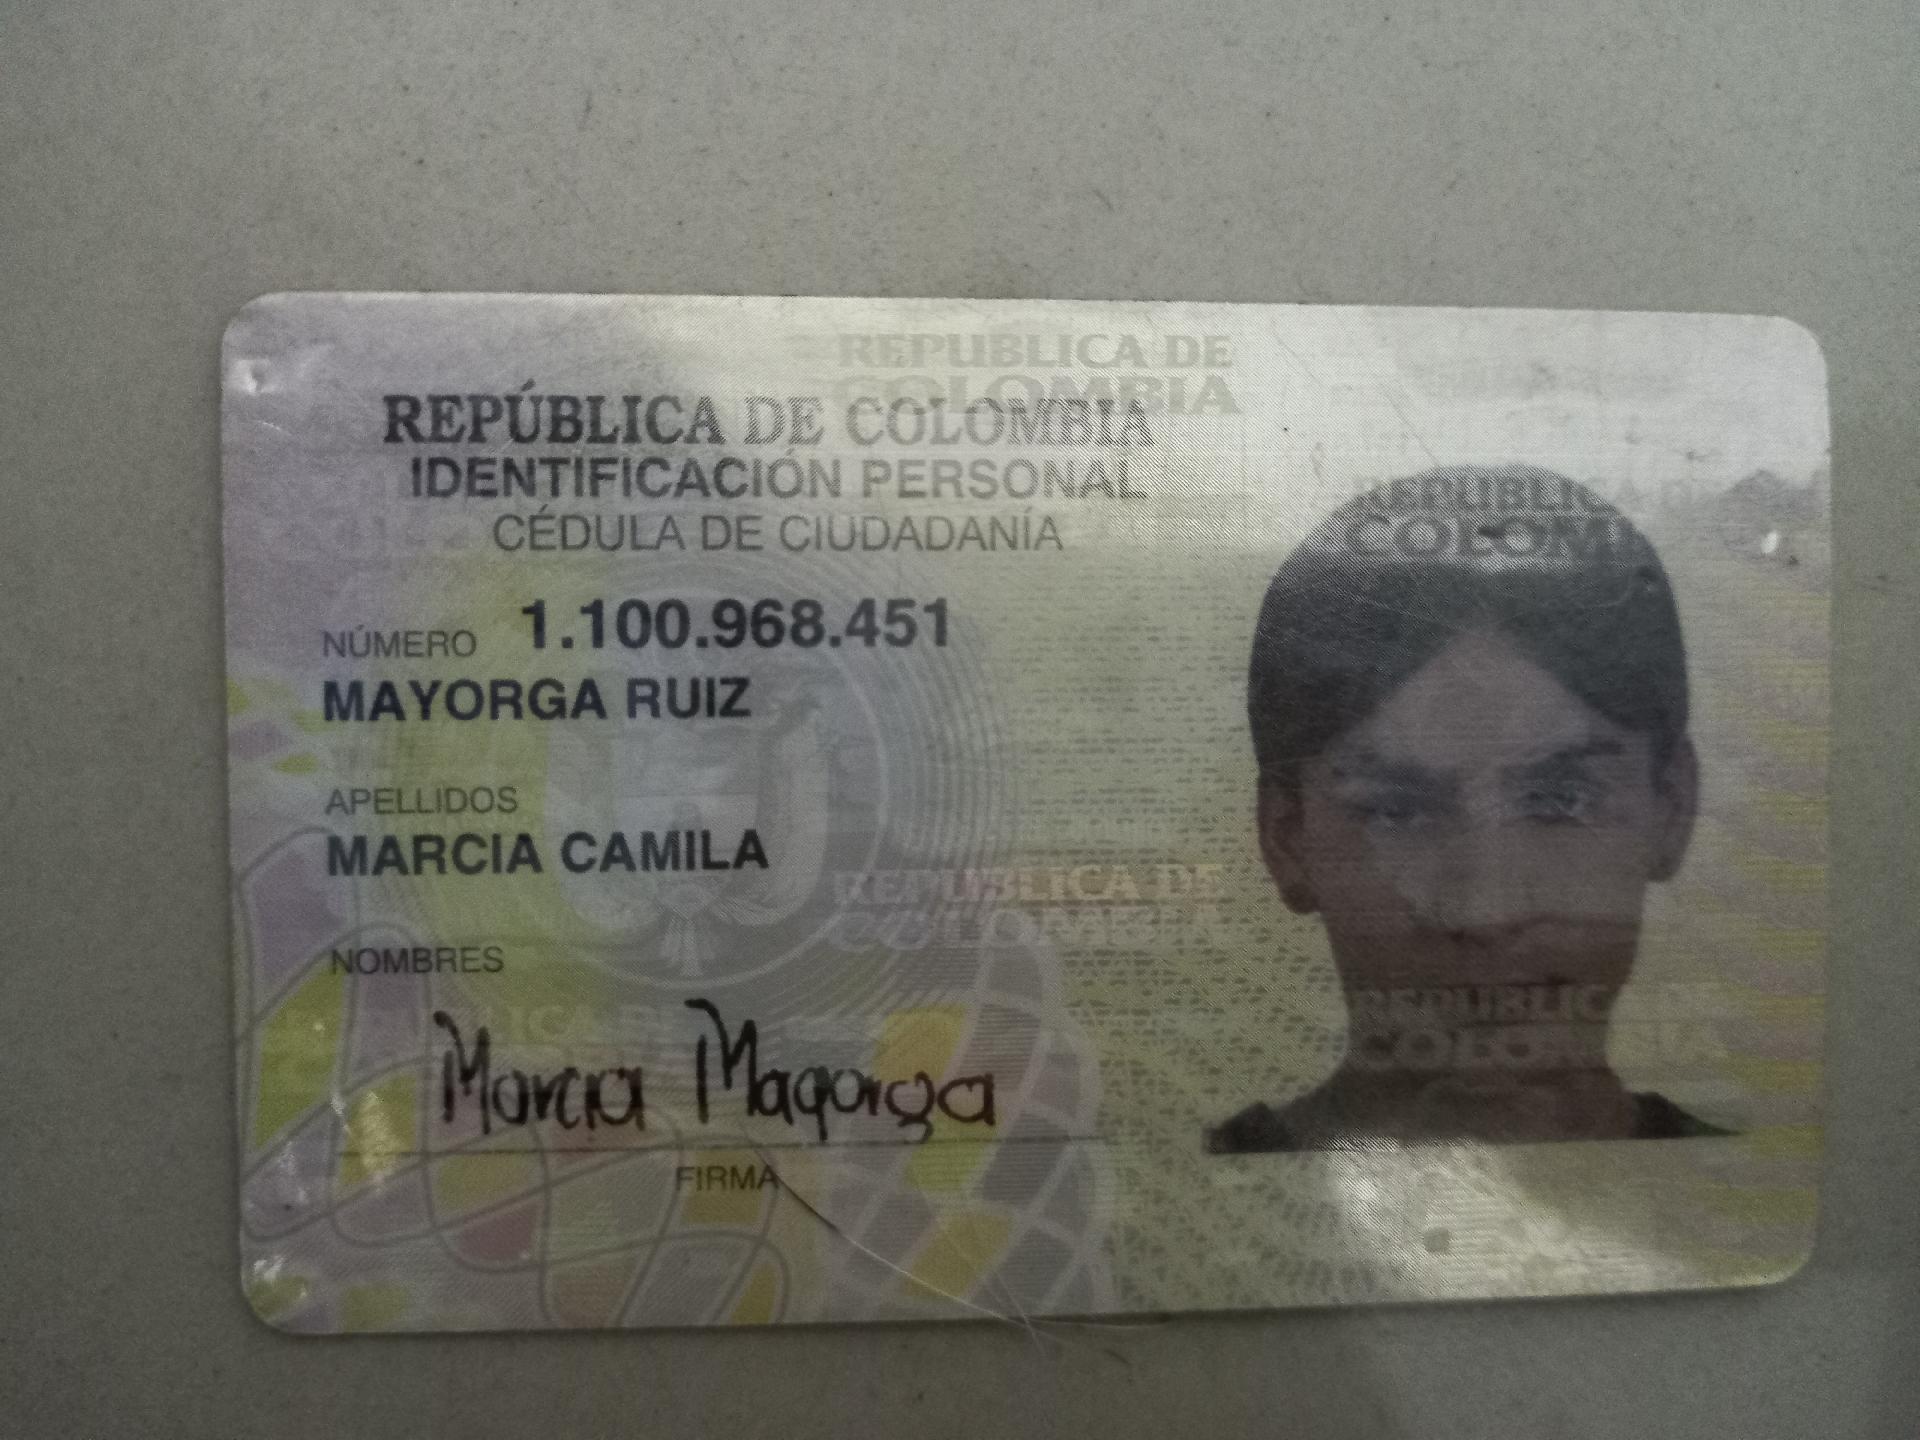 REPUBLICA DE
COLOMBIA
REPÚBLICA DE COLOMBIA
IDENTIFICACIÓN PERSONAL
CÉDULA DE CIUDADANÍA
REPUBLICA DE
COLOM
NÚMERO 1.100.968.451
MAYORGA RUIZ
APELLIDOS
MARCIA CAMILA
REPUBLICA DE
COLOMBIA
NOMBRES
REPUBLICA DE
COLOMBIA
Marcia Mayorga
FIRMA